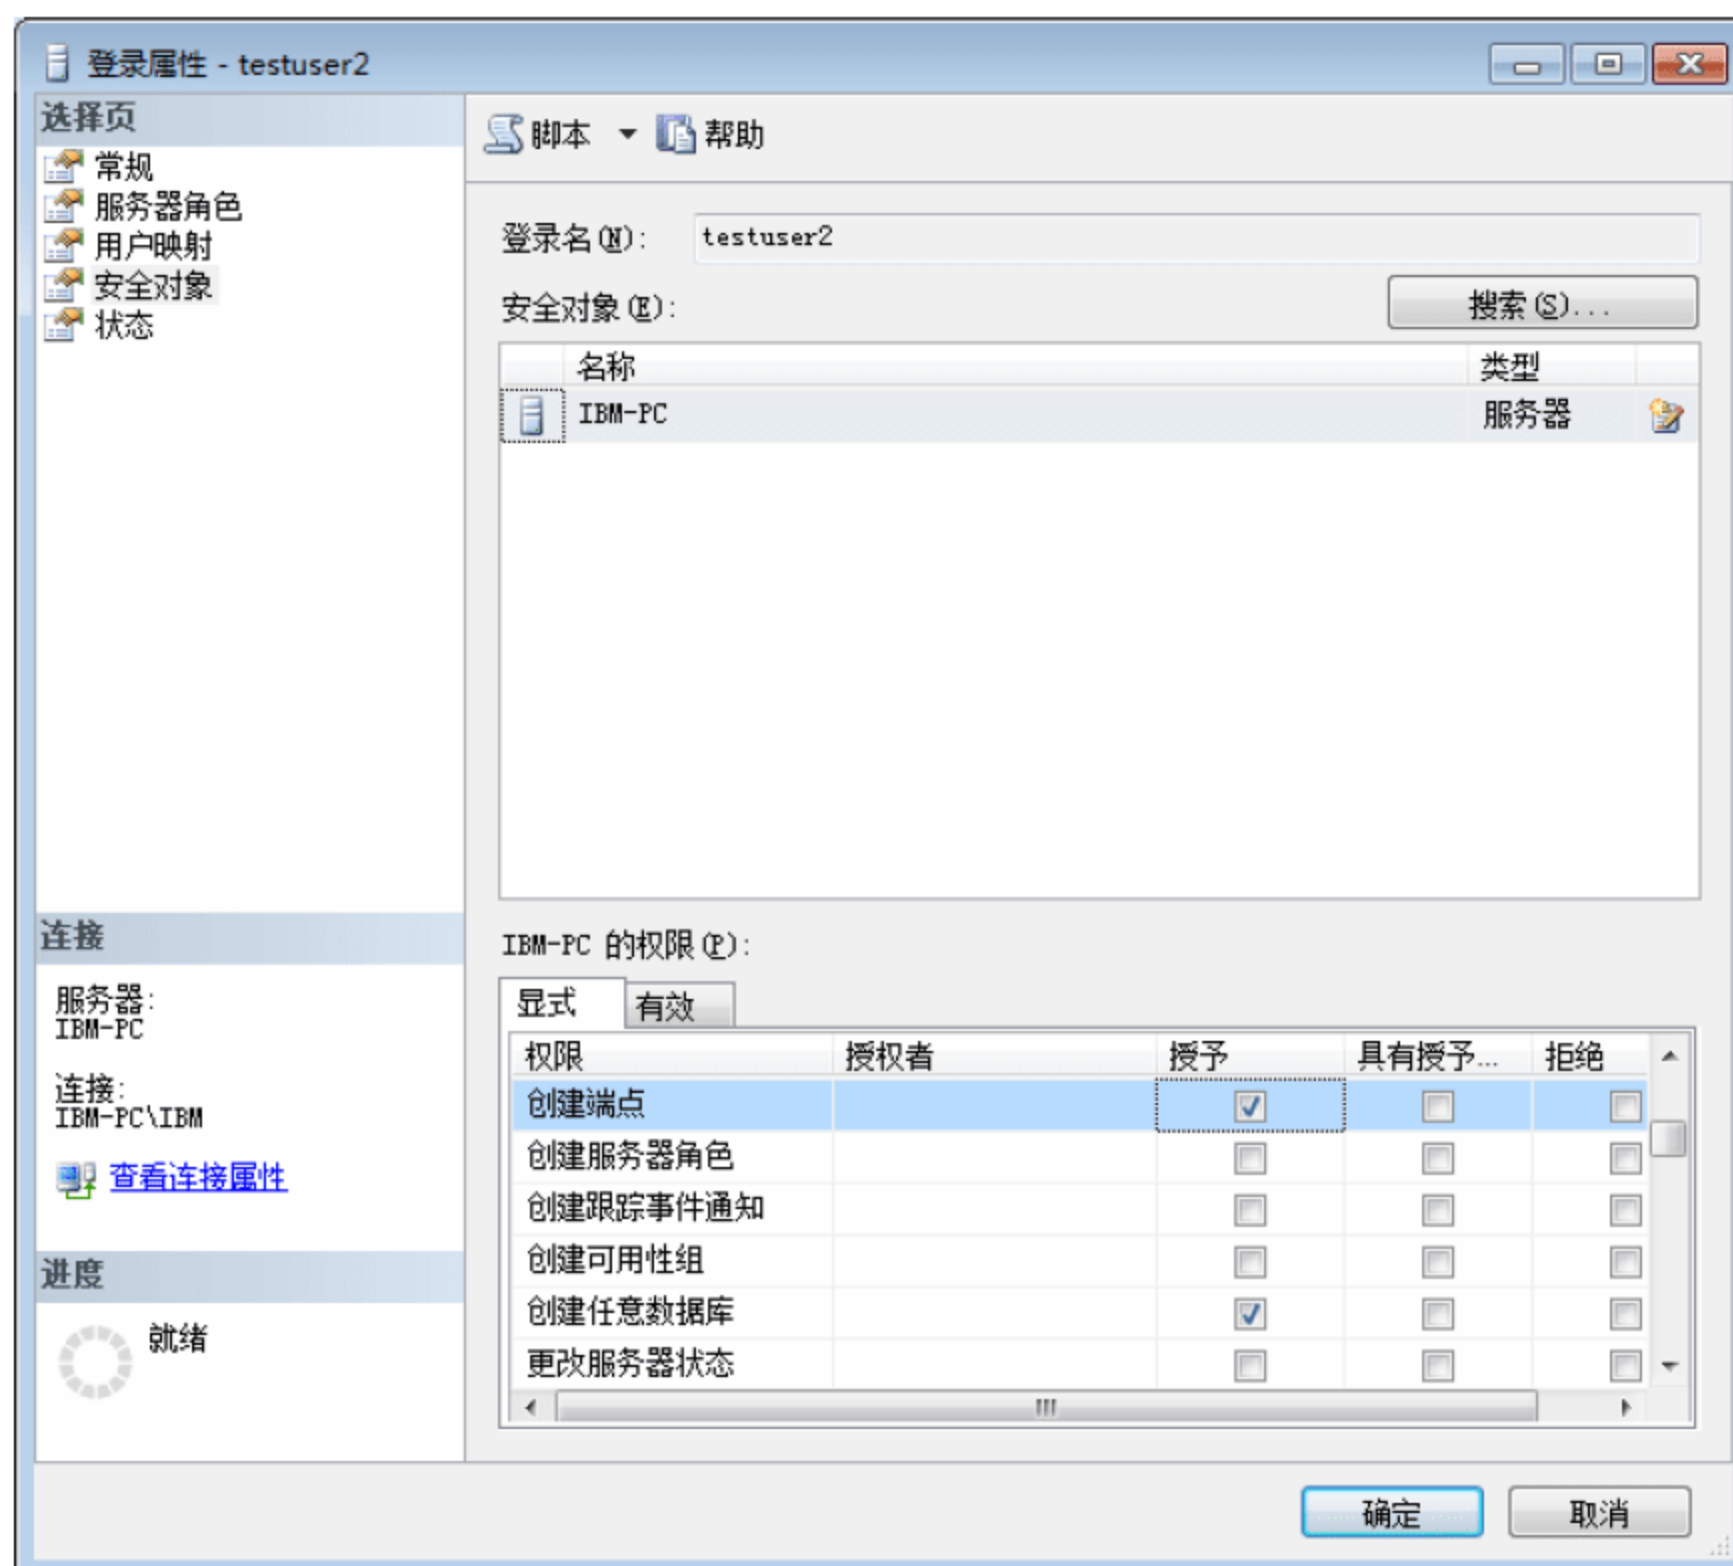 登录属性 - testuser2
选择页
常规
服务器角色
用户映射
安全对象
状态
脚本 帮助
登录名(N): testuser2
安全对象(E): 搜索(S)...
名称 类型
IBM-PC 服务器
连接
服务器:
IBM-PC
连接:
IBM-PC\IBM
查看连接属性
进度
就绪
IBM-PC 的权限(P):
显式 有效
权限 授权者 授予 具有授予... 拒绝
创建端点
创建服务器角色
创建跟踪事件通知
创建可用性组
创建任意数据库
更改服务器状态
确定 取消